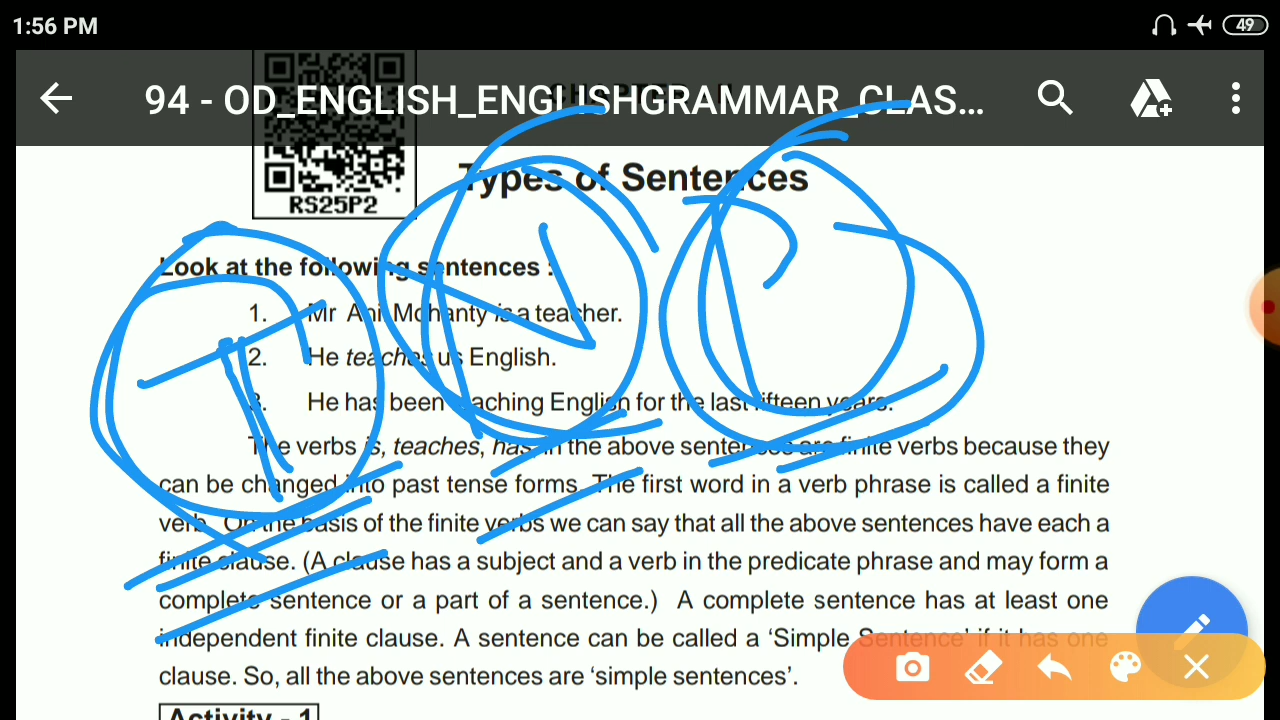 1:56 PM
49
94 - OD_ENGLISH_ENGLISHGRAMMAR_CLAS...
RS25P2
Types of Sentences
Look at the following sentences :
1. Mr Ani Mohanty is a teacher.
2. He teaches us English.
3. He has been teaching English for the last fifteen years.
The verbs is, teaches, has, in the above sentences are finite verbs because they
can be changed into past tense forms. The first word in a verb phrase is called a finite
verb. On the basis of the finite verbs we can say that all the above sentences have each a
finite clause. (A clause has a subject and a verb in the predicate phrase and may form a
complete sentence or a part of a sentence.) A complete sentence has at least one
independent finite clause. A sentence can be called a ‘Simple Sentence’ if it has one
clause. So, all the above sentences are ‘simple sentences’.
Activity - 1